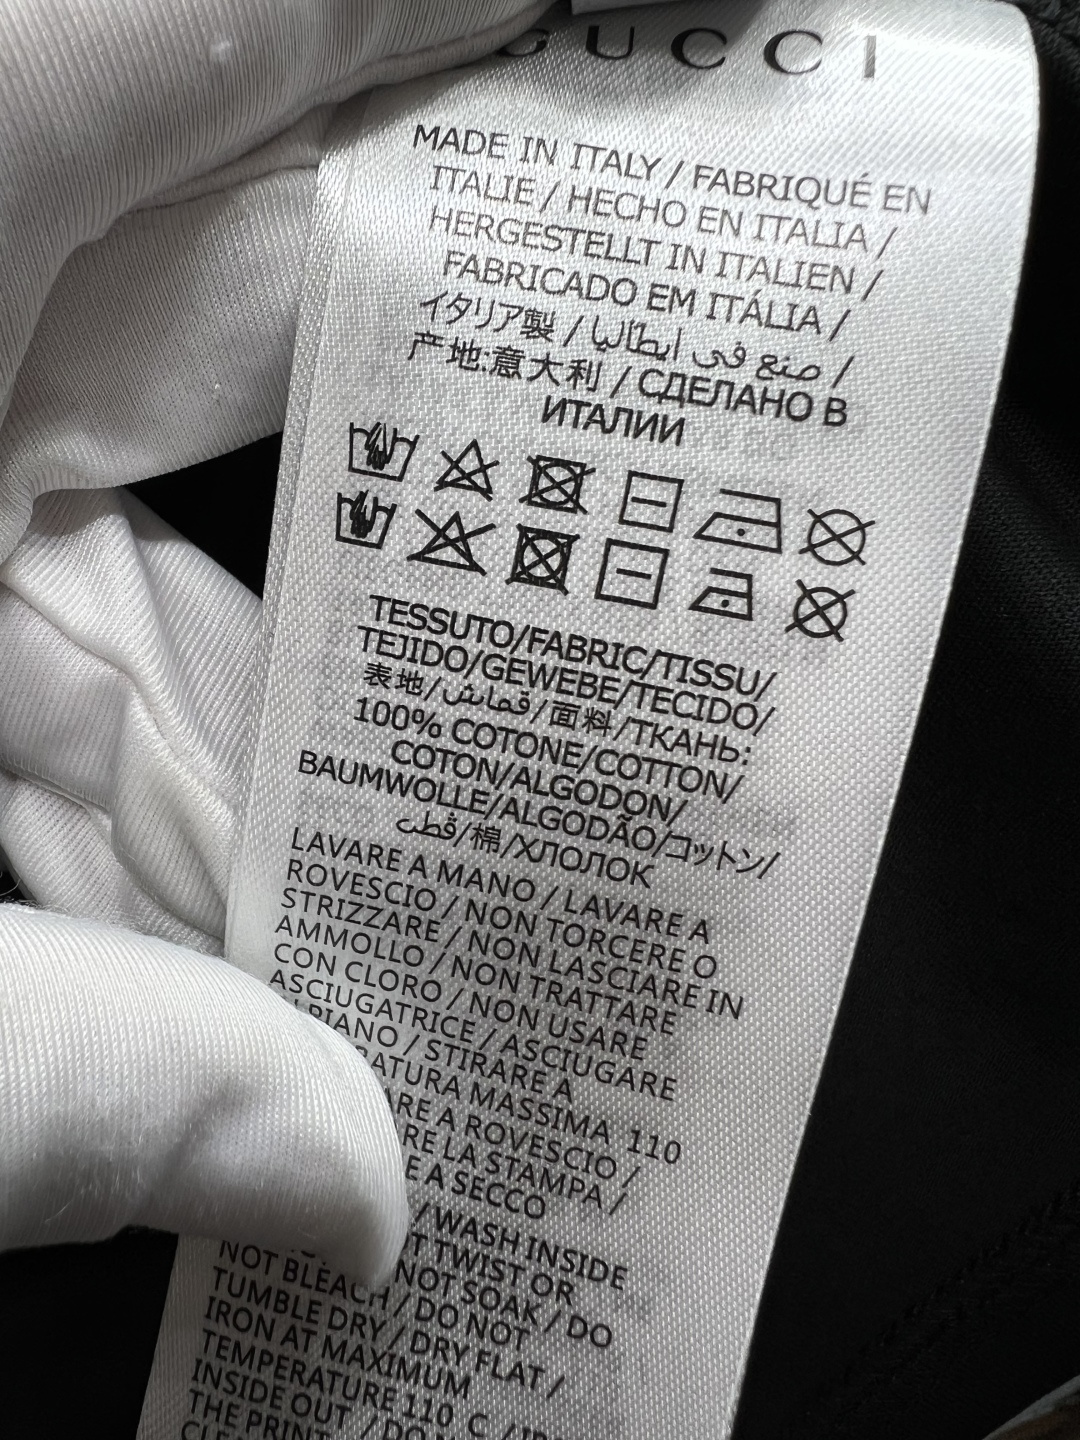 GUCCI
MADE IN ITALY / FABRIQUÉ EN
ITALIE / HECHO EN ITALIA /
HERGESTELLT IN ITALIEN /
FABRICADO EM ITÁLIA /
イタリア製 / صنع في ايطاليا /
产地:意大利 / СДЕЛАНО В
ИТАЛИИ
TESSUTO/FABRIC/TISSU/
TEJIDO/GEWEBE/TECIDO/
表地/قماش/面料/ТКАНЬ:
100% COTONE/COTTON/
COTON/ALGODON/
BAUMWOLLE/ALGODÃO/コットン/
قطن/棉/ХЛОПОК
LAVARE A MANO / LAVARE A
ROVESCIO / NON TORCERE O
STRIZZARE / NON LASCIARE IN
AMMOLLO / NON TRATTARE
CON CLORO / NON USARE
ASCIUGATRICE / ASCIUGARE
PIANO / STIRARE A
MASSIMA 110
A ROVESCIO /
LA STAMPA /
A SECCO
/ WASH INSIDE
TWIST OR
NOT SOAK / DO
NOT BLEACH / DO NOT
TUMBLE DRY / DRY FLAT /
IRON AT MAXIMUM
TEMPERATURE 110 C /
INSIDE OUT / DO
THE PRINT